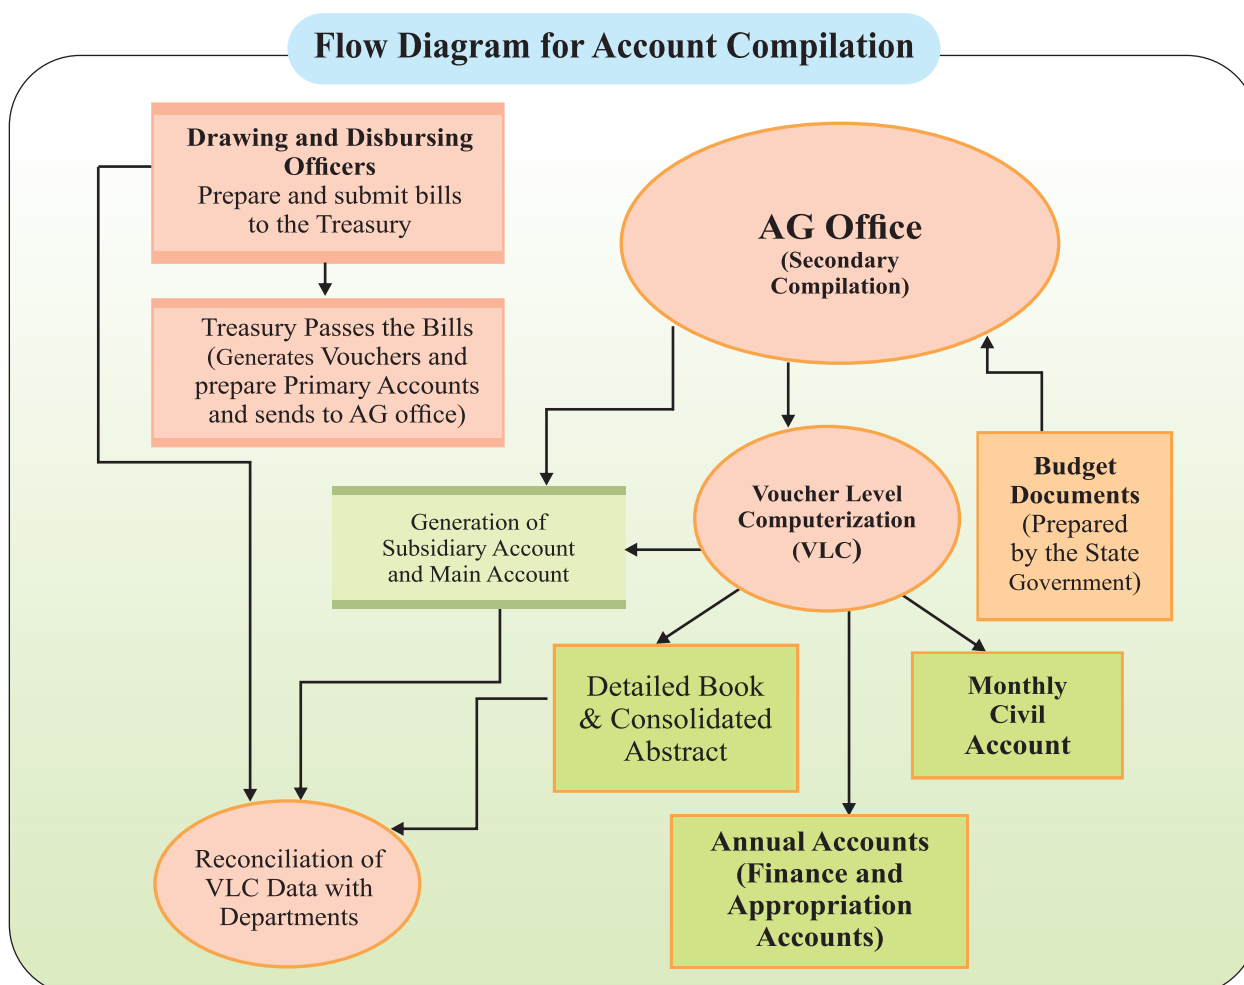 Flow Diagram for Account Compilation
Drawing and Disbursing
Officers
Prepare and submit bills
to the Treasury
Treasury Passes the Bills
(Generates Vouchers and
prepare Primary Accounts
and sends to AG office)
AG Office
(Secondary
Compilation)
Budget
Documents
(Prepared
by the State
Government)
Voucher Level
Computerization
(VLC)
Generation of
Subsidiary Account
and Main Account
Detailed Book
& Consolidated
Abstract
Monthly
Civil
Account
Annual Accounts
(Finance and
Appropriation
Accounts)
Reconciliation of
VLC Data with
Departments